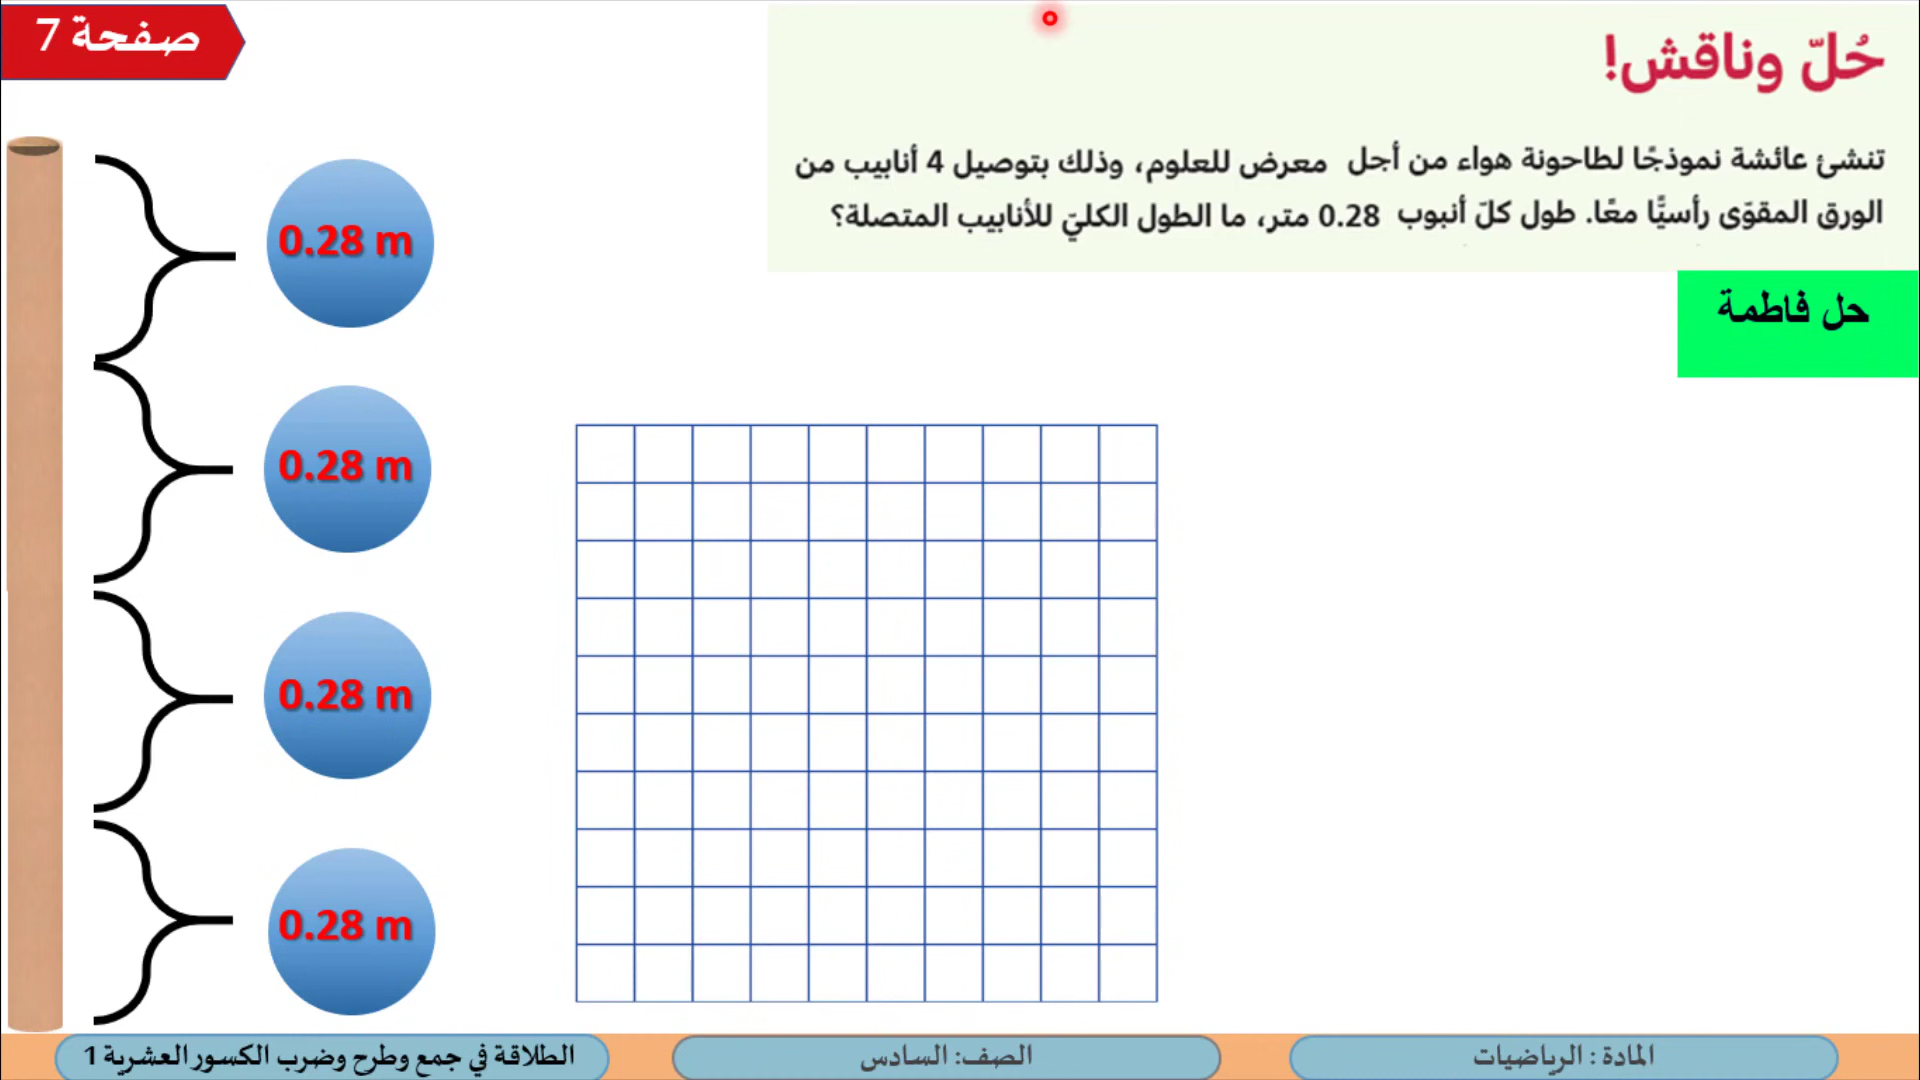 صفحة 7
حُلّ وناقش!
تنشئ عائشة نموذجًا لطاحونة هواء من أجل معرض للعلوم، وذلك بتوصيل 4 أنابيب من
الورق المقوّى رأسيًّا معًا. طول كلّ أنبوب 0.28 متر، ما الطول الكليّ للأنابيب المتصلة؟
حل فاطمة
0.28 m
0.28 m
0.28 m
0.28 m
المادة : الرياضيات
الصف: السادس
الطلاقة في جمع وطرح وضرب الكسور العشرية 1